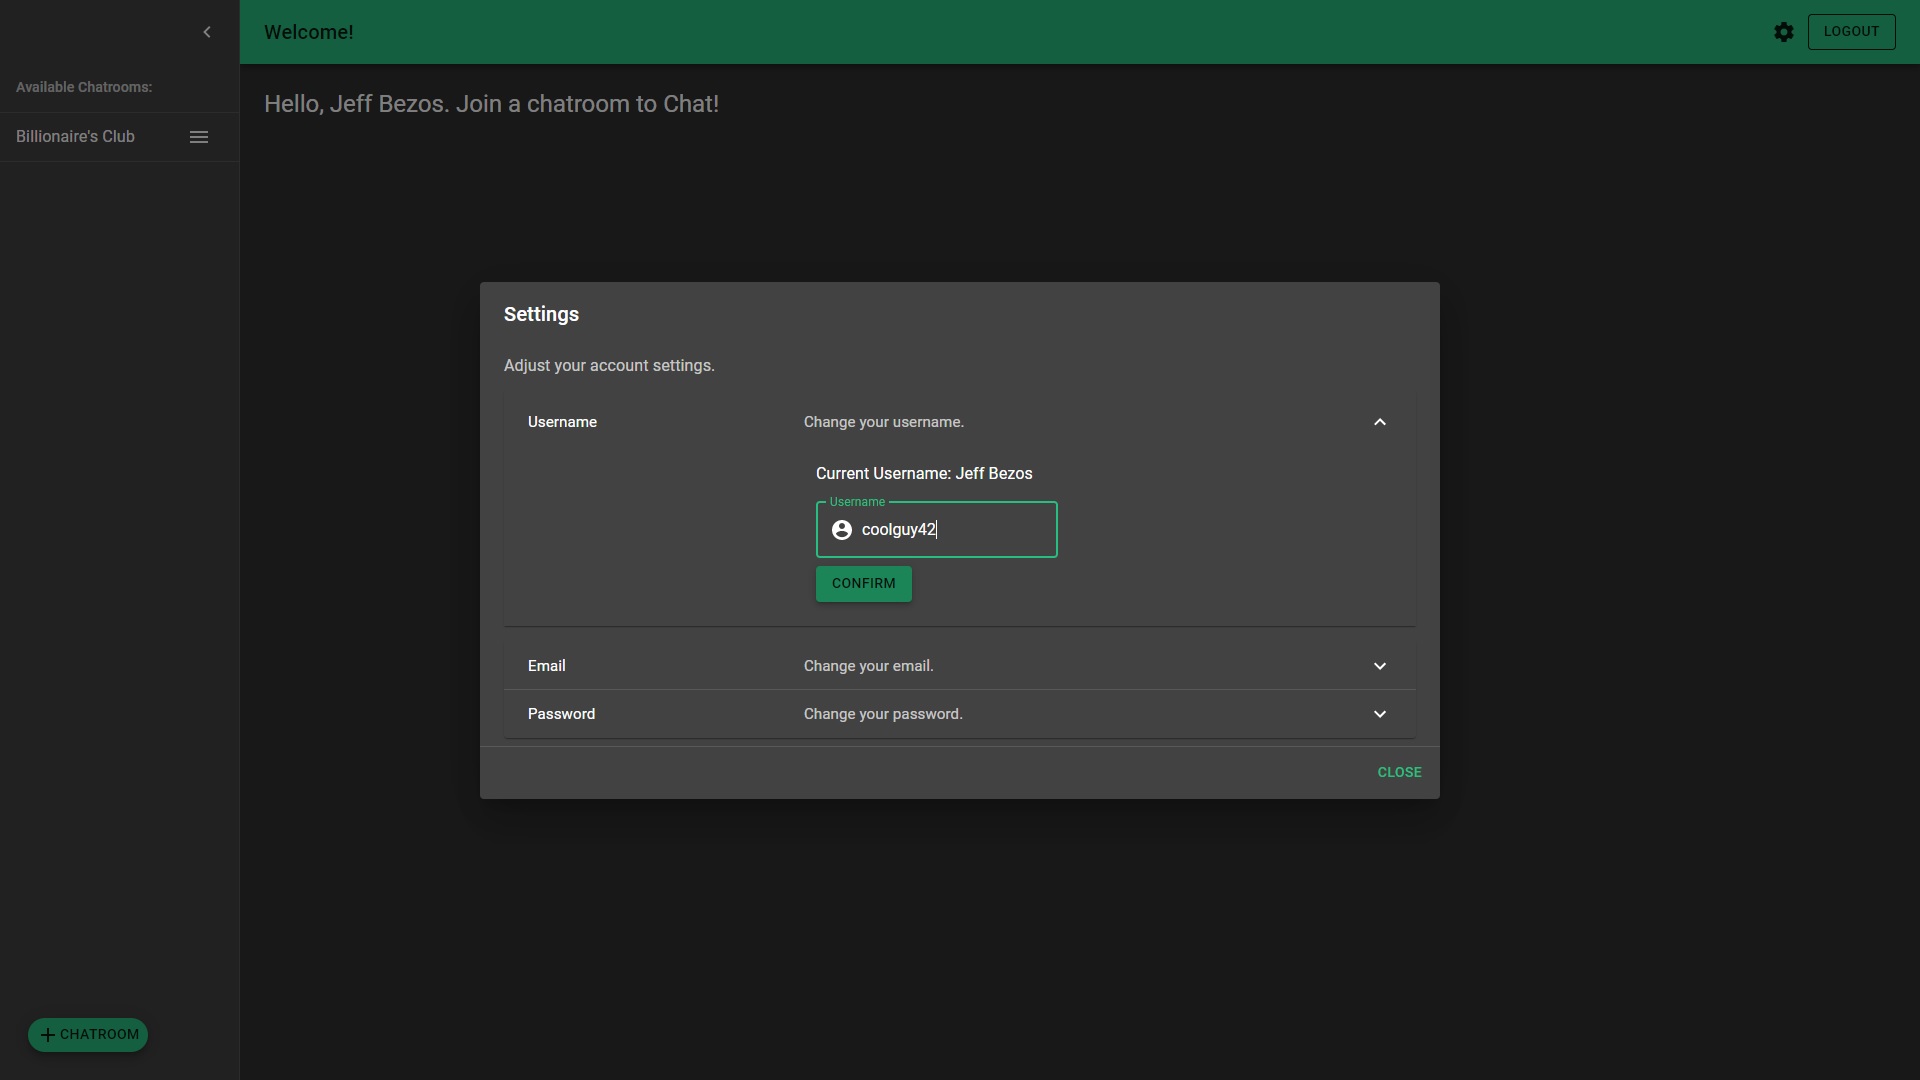 Welcome!
LOGOUT
Available Chatrooms:
Billionaire's Club
Hello, Jeff Bezos. Join a chatroom to Chat!
Settings
Adjust your account settings.
Username
Change your username.
Current Username: Jeff Bezos
Username
coolguy42
CONFIRM
Email
Change your email.
Password
Change your password.
CLOSE
CHATROOM